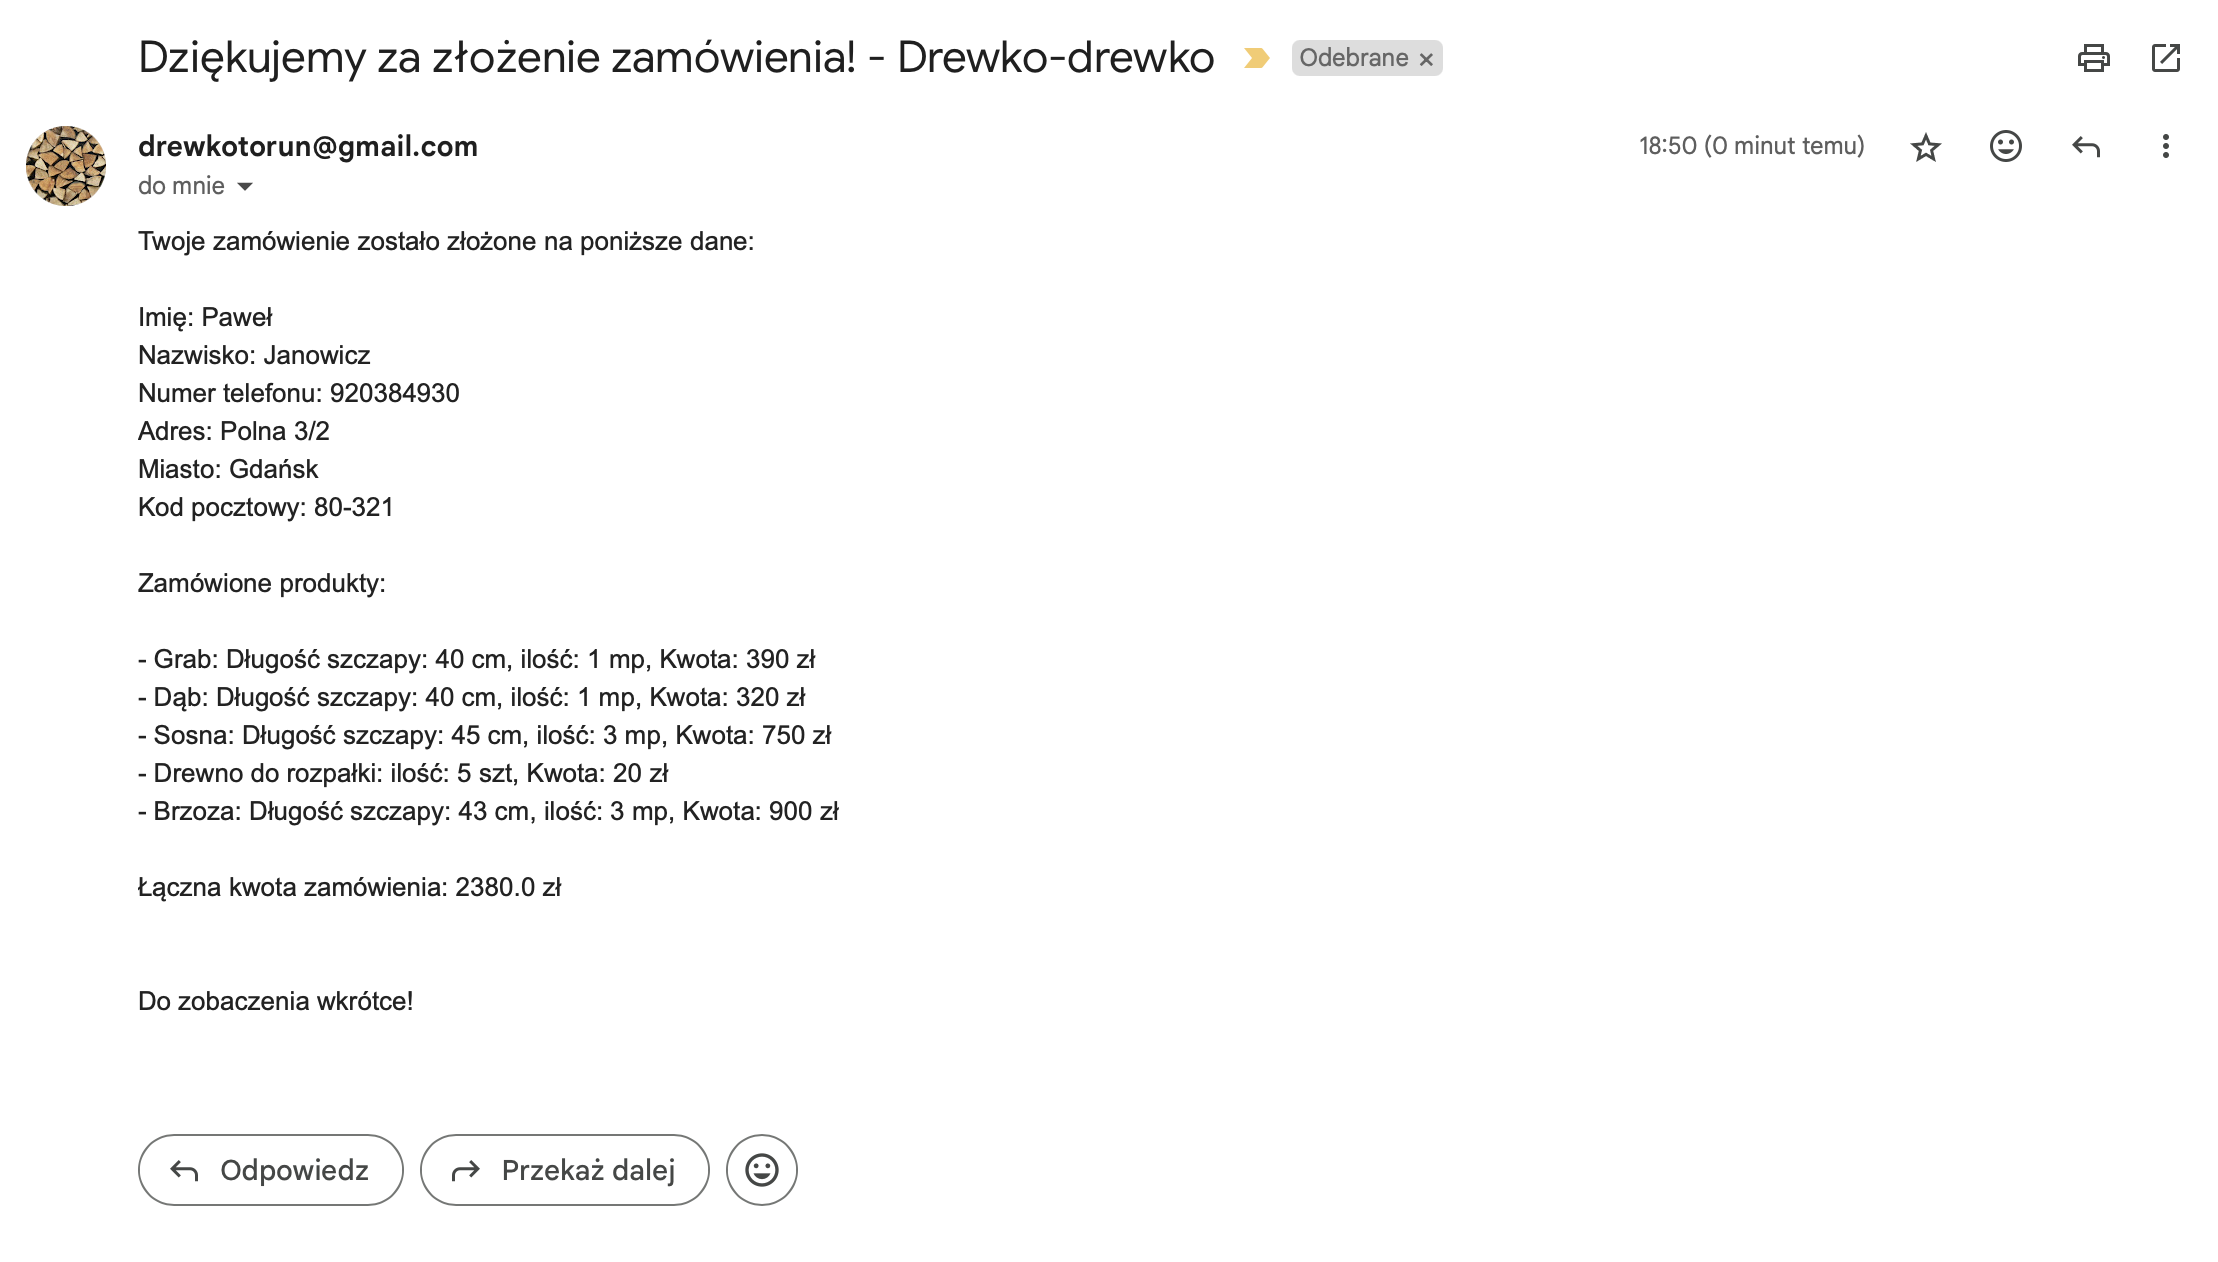 Dziękujemy za złożenie zamówienia! - Drewko-drewko
Odebrane ×
drewkotorun@gmail.com
18:50 (0 minut temu)
do mnie
Twoje zamówienie zostało złożone na poniższe dane:
Imię: Paweł
Nazwisko: Janowicz
Numer telefonu: 920384930
Adres: Polna 3/2
Miasto: Gdańsk
Kod pocztowy: 80-321
Zamówione produkty:
- Grab: Długość szczapy: 40 cm, ilość: 1 mp, Kwota: 390 zł
- Dąb: Długość szczapy: 40 cm, ilość: 1 mp, Kwota: 320 zł
- Sosna: Długość szczapy: 45 cm, ilość: 3 mp, Kwota: 750 zł
- Drewno do rozpałki: ilość: 5 szt, Kwota: 20 zł
- Brzoza: Długość szczapy: 43 cm, ilość: 3 mp, Kwota: 900 zł
Łączna kwota zamówienia: 2380.0 zł
Do zobaczenia wkrótce!
Odpowiedz
Przekaż dalej